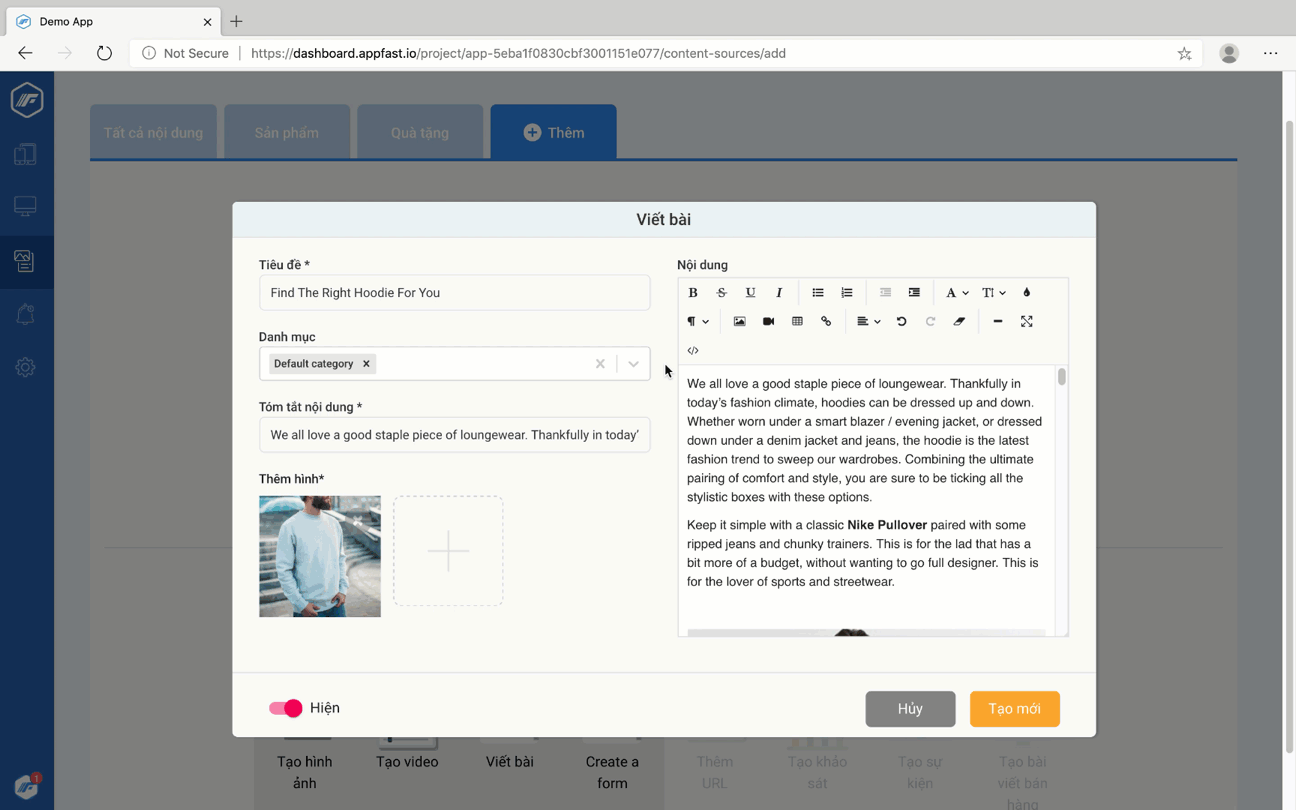 Demo App
Not Secure
https://dashboard.appfast.io/project/app-5eba1f0830cbf3001151e077/content-sources/add
Tất cả nội dung
Sản phẩm
Quà tặng
Thêm
Viết bài
Tiêu đề *
Find The Right Hoodie For You
Danh mục
Default category
Tóm tắt nội dung *
We all love a good staple piece of loungewear. Thankfully in today'
Thêm hình*
Nội dung
We all love a good staple piece of loungewear. Thankfully in
today's fashion climate, hoodies can be dressed up and down.
Whether worn under a smart blazer / evening jacket, or dressed
down under a denim jacket and jeans, the hoodie is the latest
fashion trend to sweep our wardrobes. Combining the ultimate
pairing of comfort and style, you are sure to be ticking all the
stylistic boxes with these options.
Keep it simple with a classic Nike Pullover paired with some
ripped jeans and chunky trainers. This is for the lad that has a
bit more of a budget, without wanting to go full designer. This is
for the lover of sports and streetwear.
Hiện
Hủy
Tạo mới
Tạo hình
ảnh
Tạo video
Viết bài
Create a
form
Thêm
URL
Tạo khảo
sát
Tạo sự
kiện
Tạo bài
viết bán
hàng
1